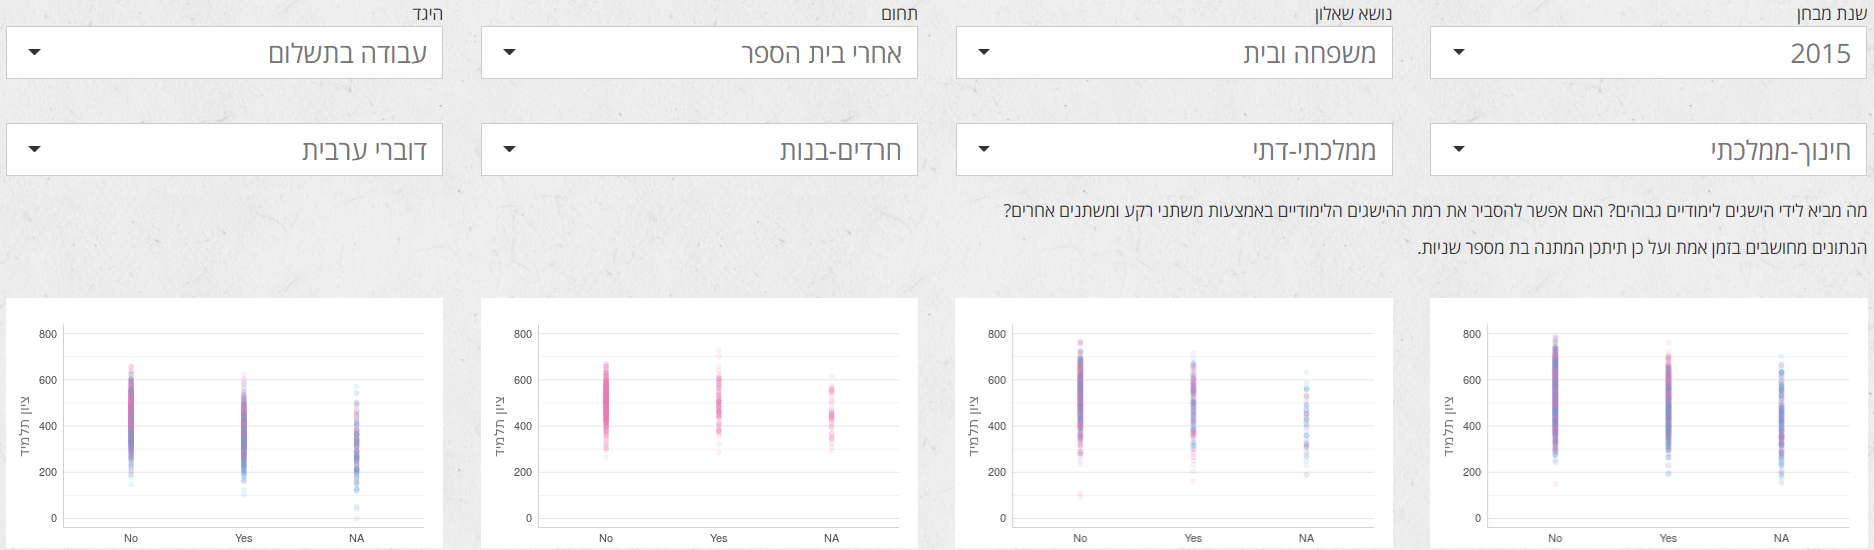 שנת מבחן
נושא שאלון
תחום
היגד
2015
משפחה ובית
אחרי בית הספר
עבודה בתשלום
חינוך-ממלכתי
ממלכתי-דתי
חרדים-בנות
דוברי ערבית
מה מביא לידי הישגים לימודיים גבוהים? האם אפשר להסביר את רמת ההישגים הלימודיים באמצעות משתני רקע ומשתנים אחרים?
הנתונים מחושבים בזמן אמת ועל כן תיתכן המתנה בת מספר שניות.
800
600
400
200
0
ציון תלמיד
No Yes NA
800
600
400
200
0
ציון תלמיד
No Yes NA
800
600
400
200
0
ציון תלמיד
No Yes NA
800
600
400
200
0
ציון תלמיד
No Yes NA